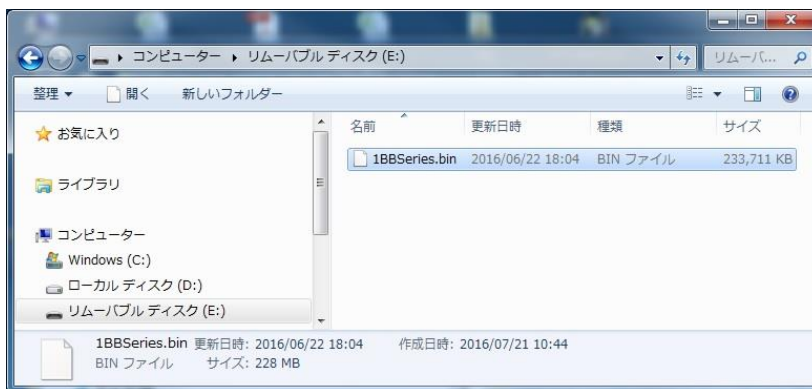 コンピューター ▸ リムーバブル ディスク (E:)
リムーバ...
整理 ▼ 開く 新しいフォルダー
名前 更新日時 種類 サイズ
お気に入り
1BBSeries.bin 2016/06/22 18:04 BIN ファイル 233,711 KB
ライブラリ
コンピューター
Windows (C:)
ローカル ディスク (D:)
リムーバブル ディスク (E:)
1BBSeries.bin 更新日時: 2016/06/22 18:04 作成日時: 2016/07/21 10:44
BIN ファイル サイズ: 228 MB